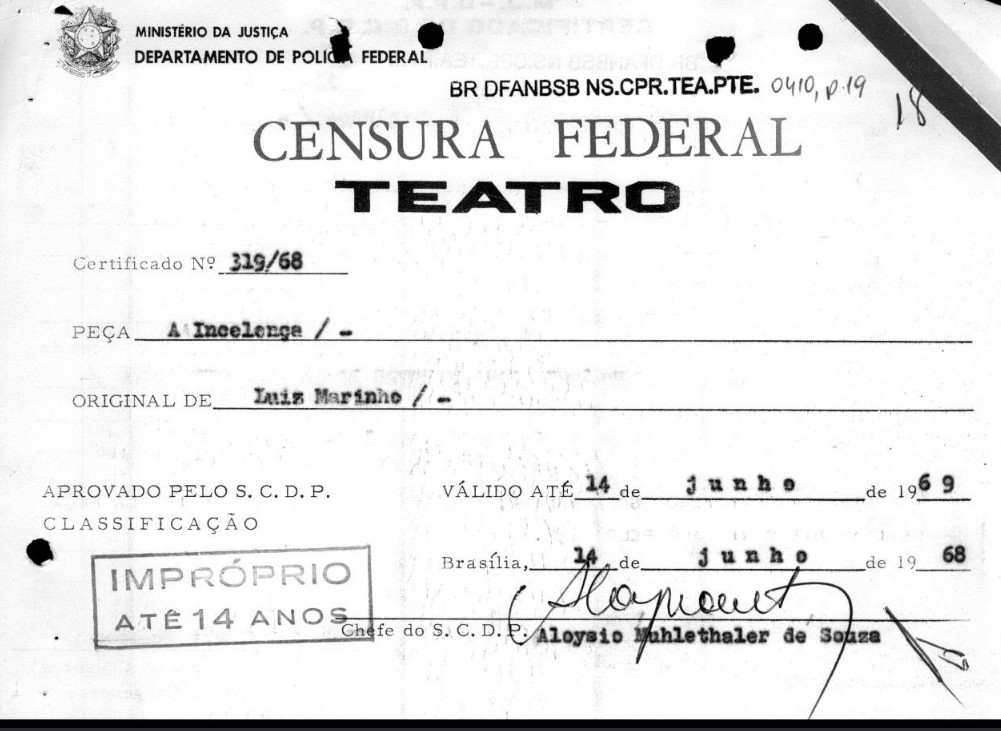 MINISTÉRIO DA JUSTIÇA
DEPARTAMENTO DE POLICIA FEDERAL
BR DFANBSB NS.CPR.TEA.PTE. 0410, p.19
18
CENSURA FEDERAL
TEATRO
Certificado Nº 319/68
PEÇA A Incelença / -
ORIGINAL DE Luiz Marinho / -
APROVADO PELO S. C. D. P.
VÁLIDO ATÉ 14 de junho de 1969
CLASSIFICAÇÃO
Brasília, 14 de junho de 1968
IMPRÓPRIO
ATÉ 14 ANOS
Chefe do S. C. D. P. Aloysio Muhlethaler de Souza